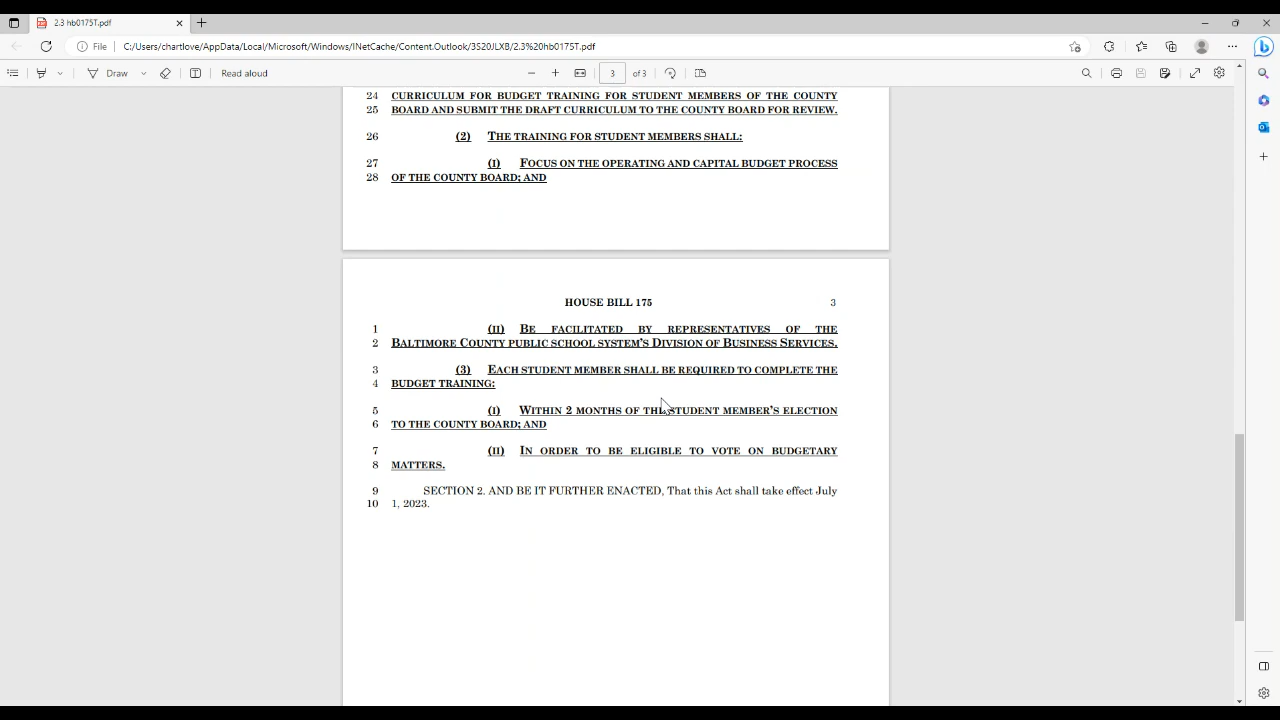 2.3 hb0175T.pdf
File | C:/Users/chartlove/AppData/Local/Microsoft/Windows/INetCache/Content.Outlook/3S20JLXB/2.3%20hb0175T.pdf
Draw
Read aloud
3 of 3
24 CURRICULUM FOR BUDGET TRAINING FOR STUDENT MEMBERS OF THE COUNTY
25 BOARD AND SUBMIT THE DRAFT CURRICULUM TO THE COUNTY BOARD FOR REVIEW.
26 (2) THE TRAINING FOR STUDENT MEMBERS SHALL:
27 (I) FOCUS ON THE OPERATING AND CAPITAL BUDGET PROCESS
28 OF THE COUNTY BOARD; AND
HOUSE BILL 175 3
1 (II) BE FACILITATED BY REPRESENTATIVES OF THE
2 BALTIMORE COUNTY PUBLIC SCHOOL SYSTEM'S DIVISION OF BUSINESS SERVICES.
3 (3) EACH STUDENT MEMBER SHALL BE REQUIRED TO COMPLETE THE
4 BUDGET TRAINING:
5 (I) WITHIN 2 MONTHS OF THE STUDENT MEMBER'S ELECTION
6 TO THE COUNTY BOARD; AND
7 (II) IN ORDER TO BE ELIGIBLE TO VOTE ON BUDGETARY
8 MATTERS.
9 SECTION 2. AND BE IT FURTHER ENACTED, That this Act shall take effect July
10 1, 2023.